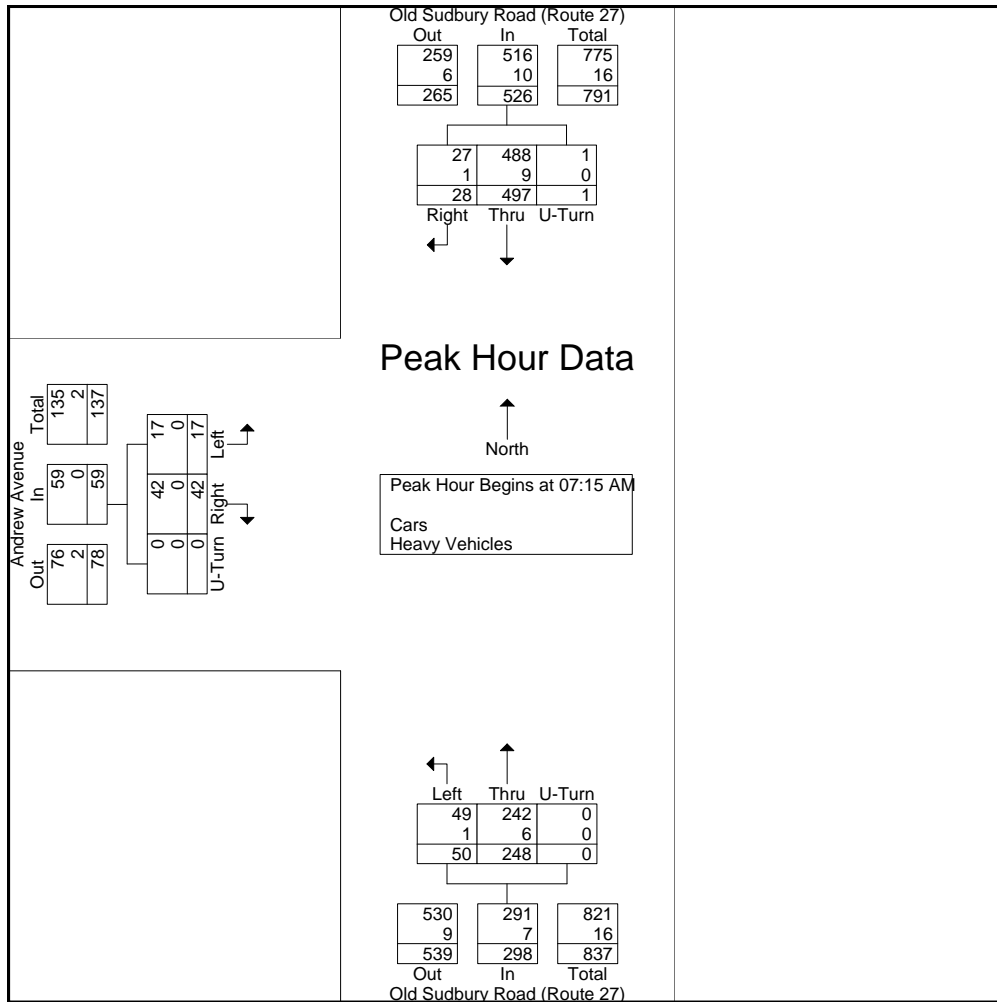 Old Sudbury Road (Route 27)
Out In Total
259 516 775
6 10 16
265 526 791
27 488 1
1 9 0
28 497 1
Right Thru U-Turn
Peak Hour Data
North
Peak Hour Begins at 07:15 AM
Cars
Heavy Vehicles
Andrew Avenue
Out In Total
76 59 135
2 0 2
78 59 137
0 42 17
0 0 0
0 42 17
U-Turn Right Left
Left Thru U-Turn
49 242 0
1 6 0
50 248 0
530 291 821
9 7 16
539 298 837
Out In Total
Old Sudbury Road (Route 27)